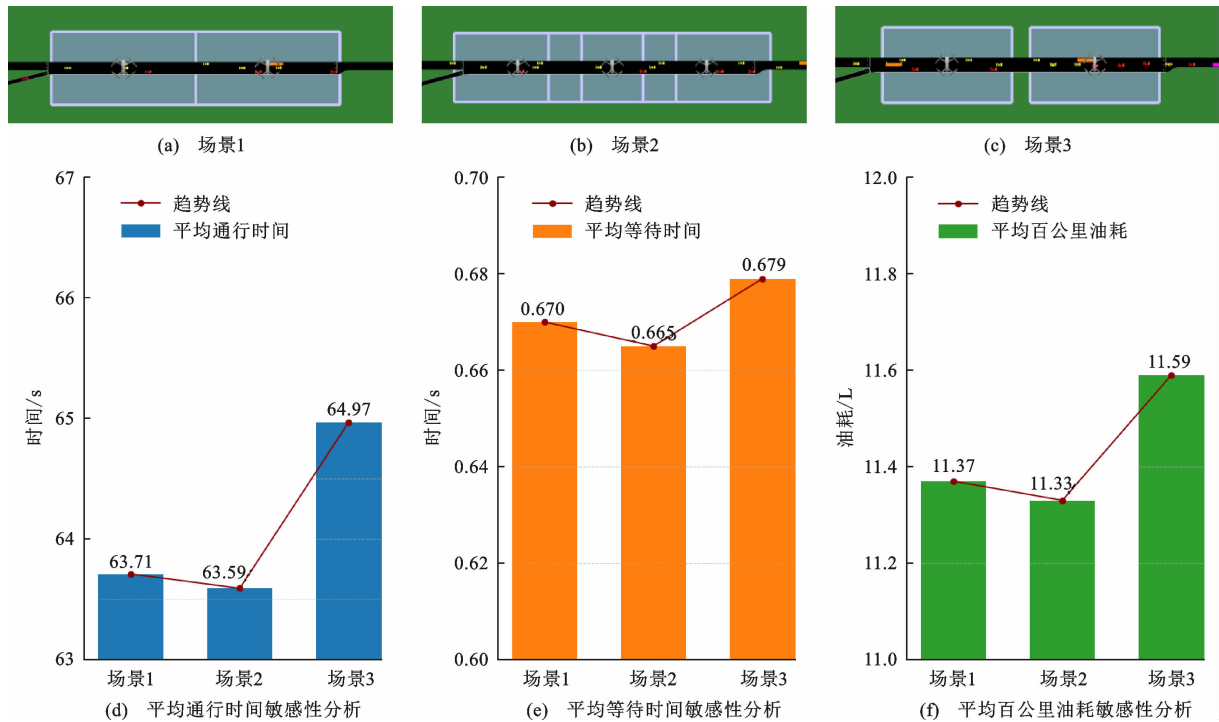 (a) 场景1
(b) 场景2
(c) 场景3
67
66
65
64
63
时间/s
趋势线
平均通行时间
63.71
63.59
64.97
场景1 场景2 场景3
(d) 平均通行时间敏感性分析
0.70
0.68
0.66
0.64
0.62
0.60
时间/s
趋势线
平均等待时间
0.670
0.665
0.679
场景1 场景2 场景3
(e) 平均等待时间敏感性分析
12.0
11.8
11.6
11.4
11.2
11.0
油耗/L
趋势线
平均百公里油耗
11.37
11.33
11.59
场景1 场景2 场景3
(f) 平均百公里油耗敏感性分析